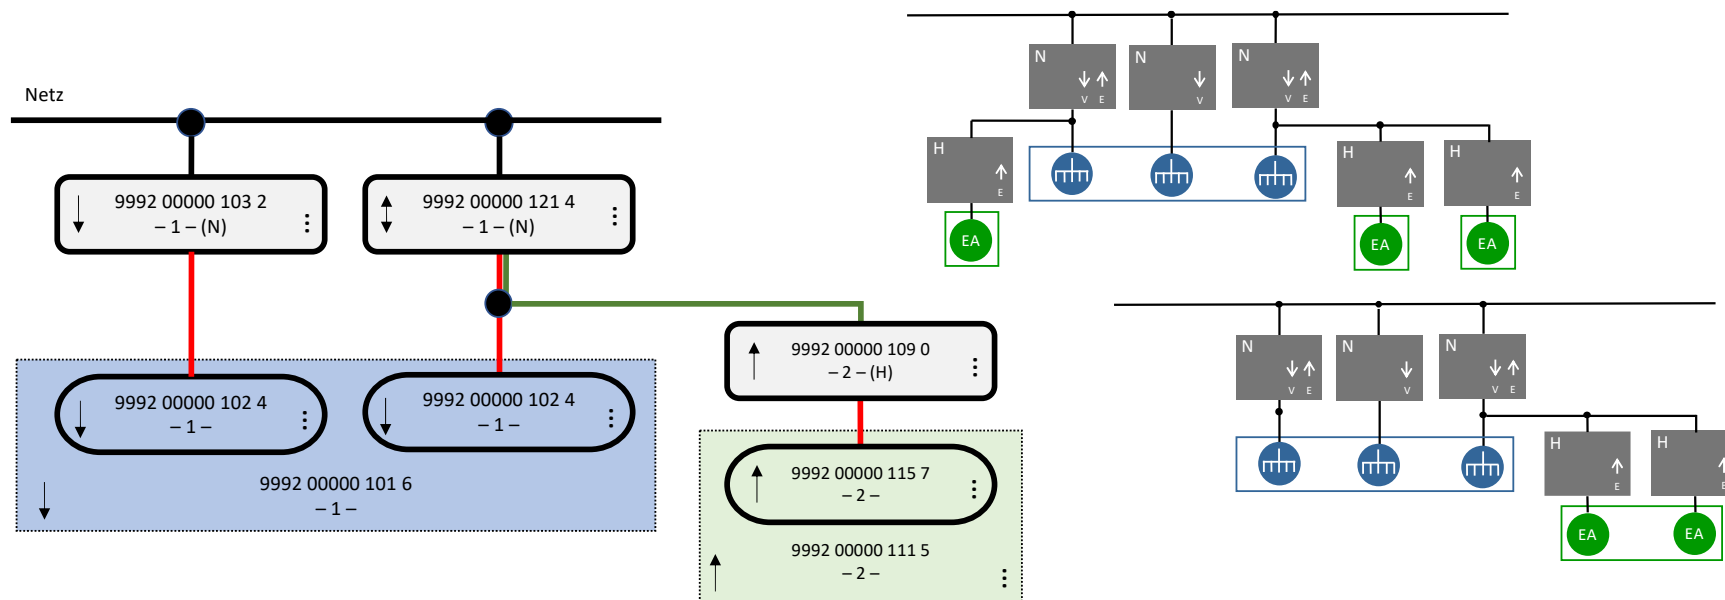 Netz
9992 00000 103 2
– 1 – (N)
9992 00000 121 4
– 1 – (N)
9992 00000 109 0
– 2 – (H)
9992 00000 102 4
– 1 –
9992 00000 102 4
– 1 –
9992 00000 101 6
– 1 –
9992 00000 115 7
– 2 –
9992 00000 111 5
– 2 –
N
V E
N
V
N
V E
H
E
H
E
H
E
EA
EA
EA
N
V E
N
V
N
V E
H
E
H
E
EA
EA